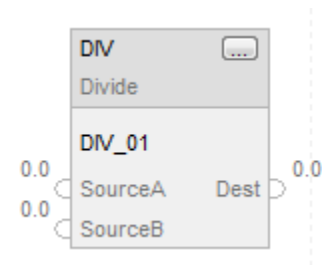 DIV ...
Divide
DIV_01
0.0 SourceA Dest 0.0
0.0 SourceB